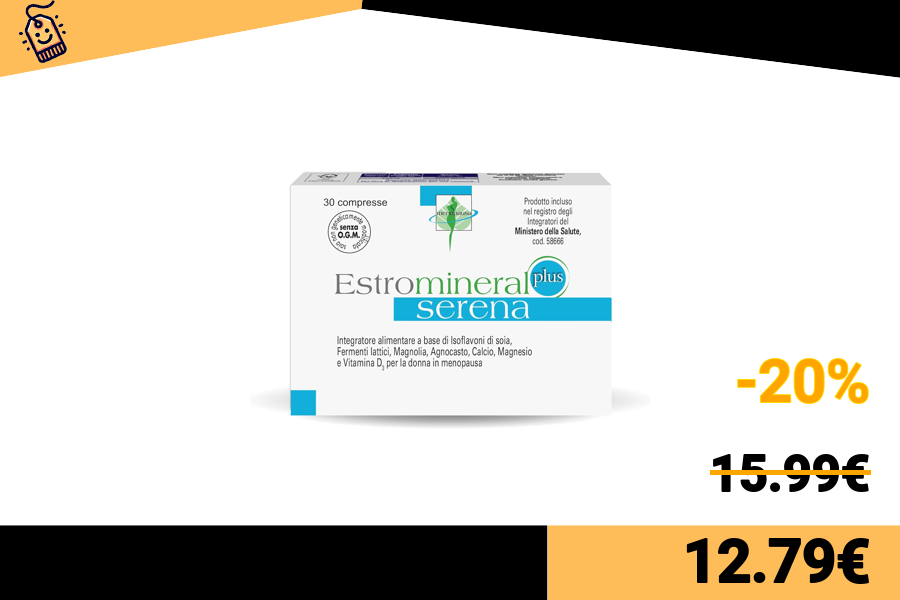 30 compresse
senza
O.G.M.
Prodotto incluso
nel registro degli
Integratori del
Ministero della Salute,
cod. 58666
Estromineral plus
serena
Integratore alimentare a base di Isoflavoni di soia,
Fermenti lattici, Magnolia, Agnocasto, Calcio, Magnesio
e Vitamina D3 per la donna in menopausa
-20%
15.99€
12.79€